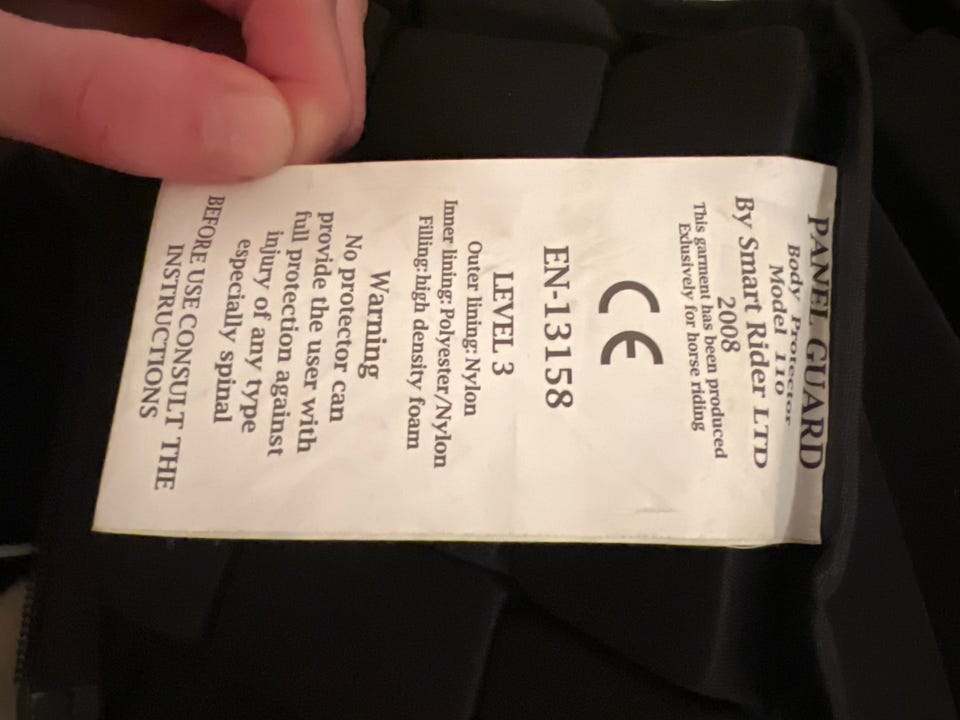 PANEL GUARD
Body Protector
Model 110
By Smart Rider LTD
2008
This garment has been produced
Exlusively for horse riding
CE
EN-13158
LEVEL 3
Outer lining: Nylon
Inner lining: Polyester/Nylon
Filling: high density foam
Warning
No protector can
provide the user with
full protection against
injury of any type
especially spinal
BEFORE USE CONSULT THE
INSTRUCTIONS